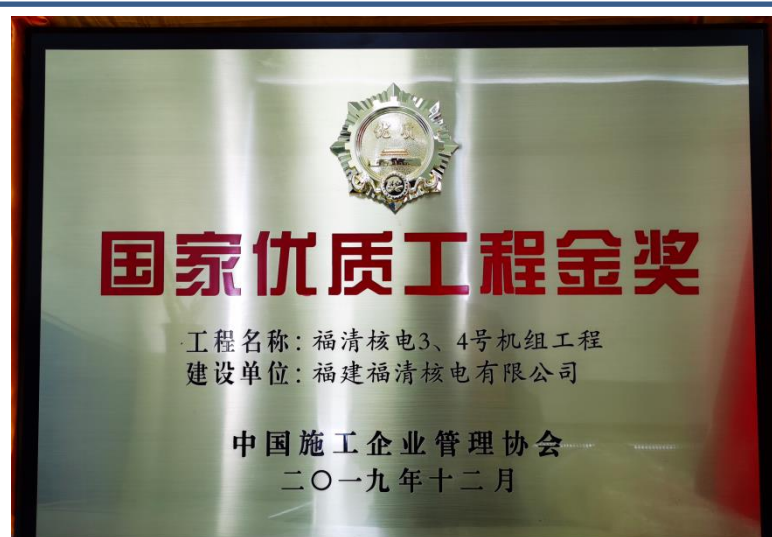 优质
国家优质工程金奖
工程名称：福清核电3、4号机组工程
建设单位：福建福清核电有限公司
中国施工企业管理协会
二〇一九年十二月